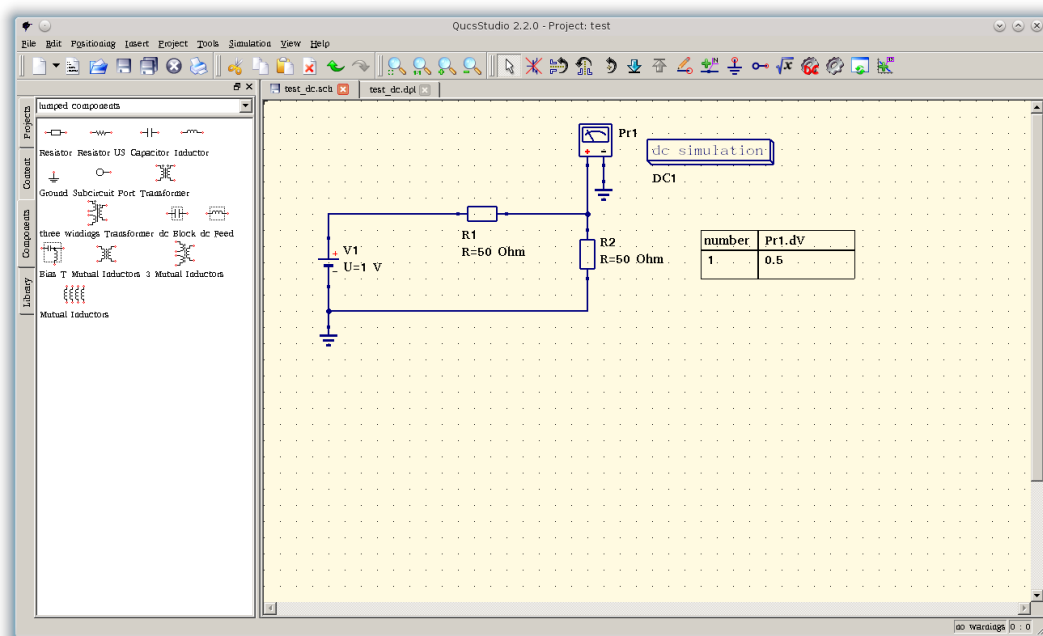 QucsStudio 2.2.0 - Project: test
File Edit Positioning Insert Project Tools Simulation View Help
test_dc.sch test_dc.dpl
Projects
Content
Components
Library
lumped components
Resistor Resistor US Capacitor Inductor
Ground Subcircuit Port Transformer
three windings Transformer dc Block dc Feed
Bias T Mutual Inductors 3 Mutual Inductors
Mutual Inductors
Pr1
dc simulation
DC1
R1
R=50 Ohm
R2
R=50 Ohm
V1
U=1 V
number Pr1.dV
1 0.5
no warnings 0 : 0